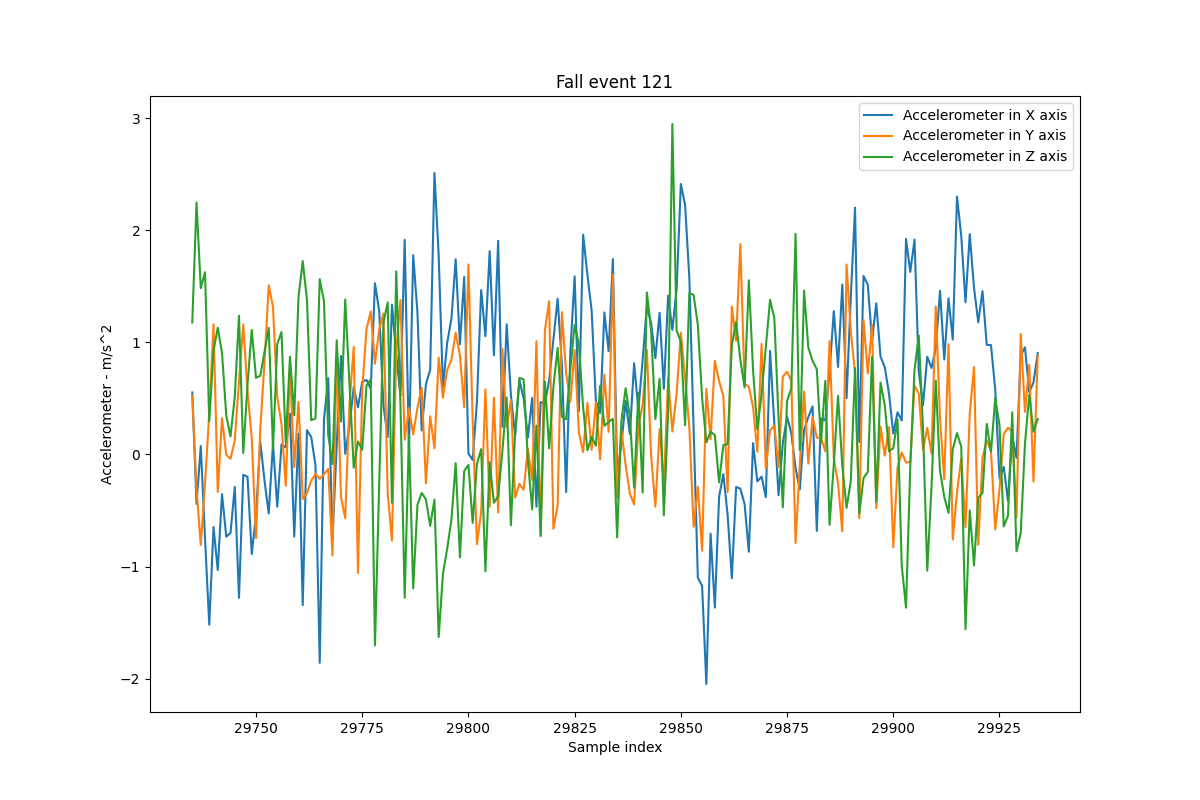 Fall event 121
Accelerometer in X axis
Accelerometer in Y axis
Accelerometer in Z axis
Accelerometer - m/s^2
3
2
1
0
−1
−2
29750 29775 29800 29825 29850 29875 29900 29925
Sample index